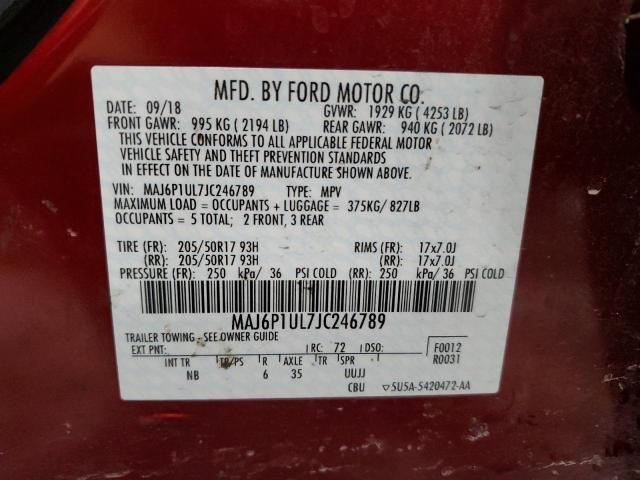 MFD. BY FORD MOTOR CO.
DATE: 09/18 GVWR: 1929 KG ( 4253 LB)
FRONT GAWR: 995 KG ( 2194 LB) REAR GAWR: 940 KG ( 2072 LB)
THIS VEHICLE CONFORMS TO ALL APPLICABLE FEDERAL MOTOR
VEHICLE SAFETY AND THEFT PREVENTION STANDARDS
IN EFFECT ON THE DATE OF MANUFACTURE SHOWN ABOVE.
VIN: MAJ6P1UL7JC246789 TYPE: MPV
MAXIMUM LOAD = OCCUPANTS + LUGGAGE = 375KG/ 827LB
OCCUPANTS = 5 TOTAL; 2 FRONT, 3 REAR
TIRE (FR): 205/50R17 93H RIMS (FR): 17x7.0J
(RR): 205/50R17 93H (RR): 17x7.0J
PRESSURE (FR): 250 kPa/ 36 PSI COLD (RR): 250 kPa/ 36 PSI COLD
MAJ6P1UL7JC246789
TRAILER TOWING - SEE OWNER GUIDE
EXT PNT: RC: 72 DSO: F0012
INT TR TP/PS R AXLE TR SPR R0031
NB 6 35 UUJJ
CBU ▽5U5A-5420472-AA